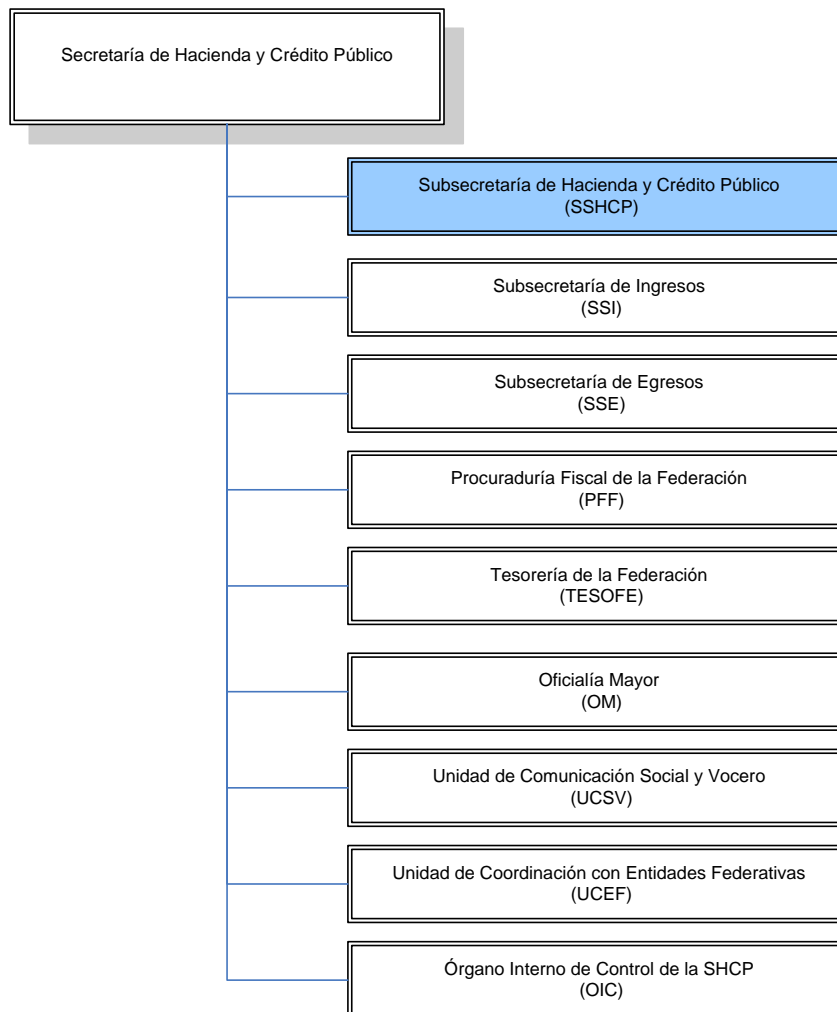 Secretaría de Hacienda y Crédito Público
Subsecretaría de Hacienda y Crédito Público
(SSHCP)
Subsecretaría de Ingresos
(SSI)
Subsecretaría de Egresos
(SSE)
Procuraduría Fiscal de la Federación
(PFF)
Tesorería de la Federación
(TESOFE)
Oficialía Mayor
(OM)
Unidad de Comunicación Social y Vocero
(UCSV)
Unidad de Coordinación con Entidades Federativas
(UCEF)
Órgano Interno de Control de la SHCP
(OIC)